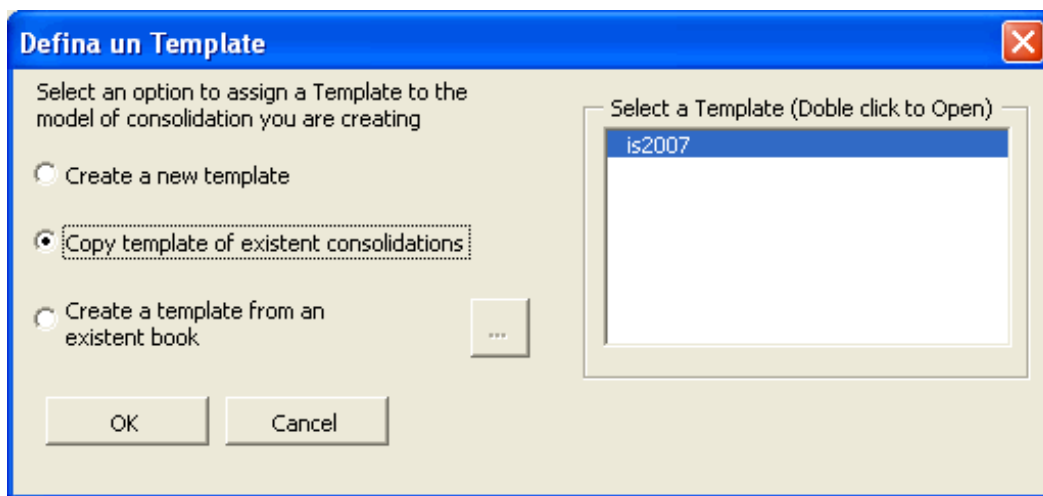 Defina un Template
Select an option to assign a Template to the
model of consolidation you are creating
Create a new template
Copy template of existent consolidations
Create a template from an
existent book
...
OK
Cancel
Select a Template (Doble click to Open)
is2007